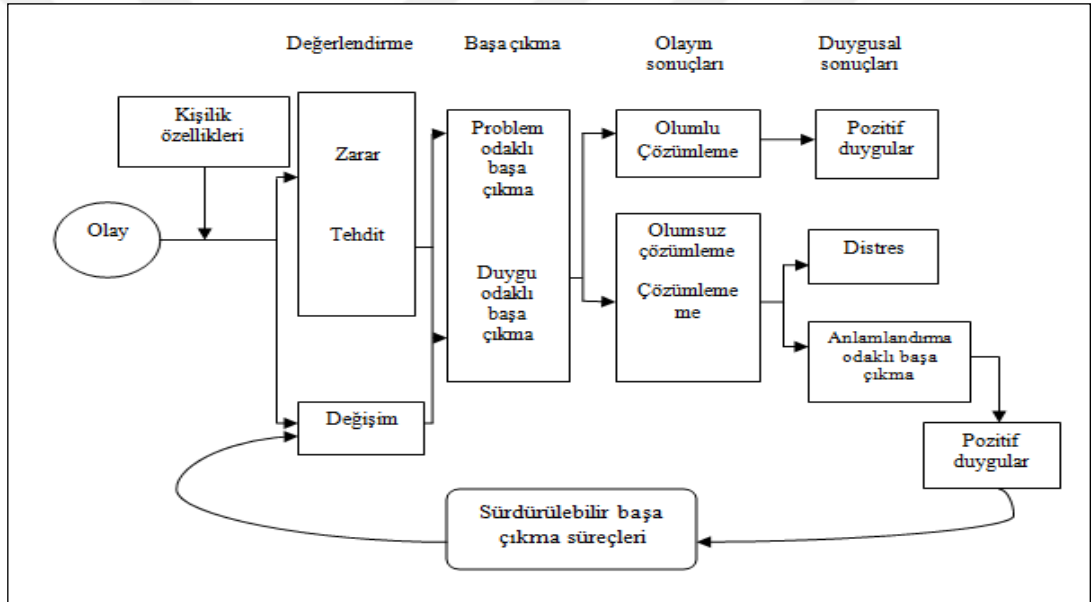 Değerlendirme
Başa çıkma
Olayın
sonuçları
Duygusal
sonuçları
Kişilik
özellikleri
Olay
Zarar
Tehdit
Değişim
Problem
odaklı
başa
çıkma
Duygu
odaklı
başa
çıkma
Olumlu
Çözümleme
Olumsuz
çözümleme
Çözümleme
me
Pozitif
duygular
Distres
Anlamlandırma
odaklı başa
çıkma
Pozitif
duygular
Sürdürülebilir başa
çıkma süreçleri